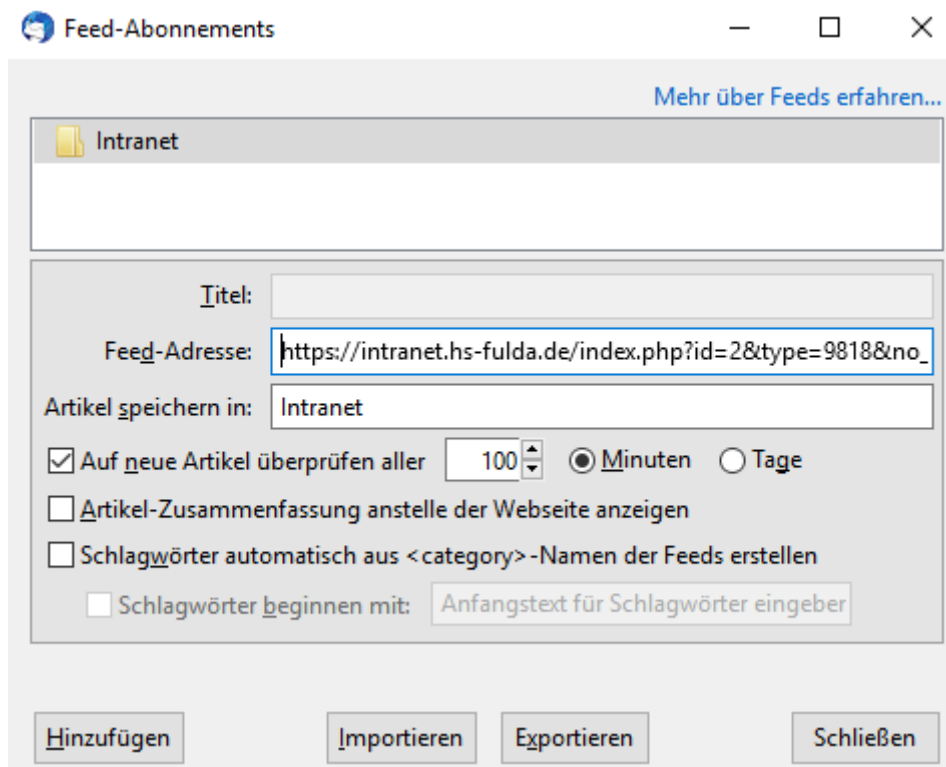 Feed-Abonnements
Mehr über Feeds erfahren...
Intranet
Titel:
Feed-Adresse: https://intranet.hs-fulda.de/index.php?id=2&type=9818&no_
Artikel speichern in: Intranet
Auf neue Artikel überprüfen aller 100 Minuten Tage
Artikel-Zusammenfassung anstelle der Webseite anzeigen
Schlagwörter automatisch aus <category>-Namen der Feeds erstellen
Schlagwörter beginnen mit: Anfangstext für Schlagwörter eingeber
Hinzufügen Importieren Exportieren Schließen